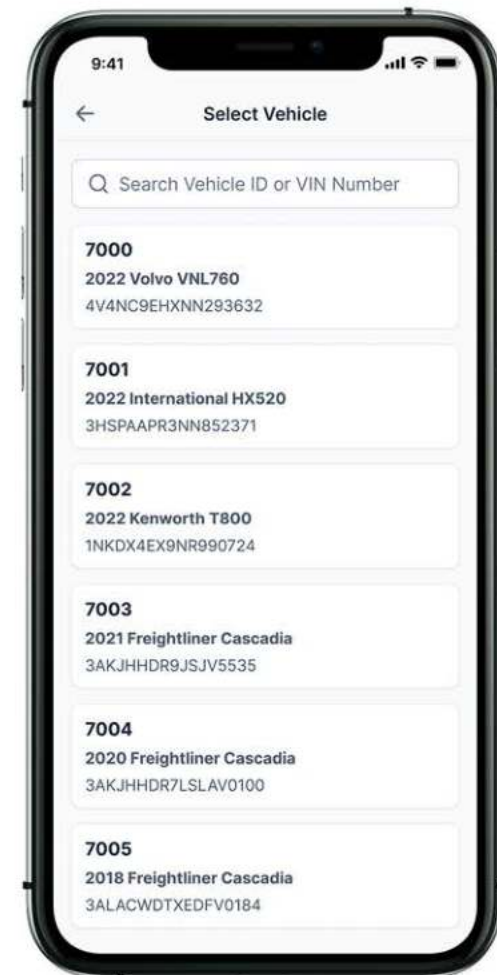 9:41
Select Vehicle
Search Vehicle ID or VIN Number
7000
2022 Volvo VNL760
4V4NC9EHXNN293632
7001
2022 International HX520
3HSPAAPR3NN852371
7002
2022 Kenworth T800
1NKDX4EX9NR990724
7003
2021 Freightliner Cascadia
3AKJHHDR9JSJV5535
7004
2020 Freightliner Cascadia
3AKJHHDR7LSLAV0100
7005
2018 Freightliner Cascadia
3ALACWDTXEDFV0184